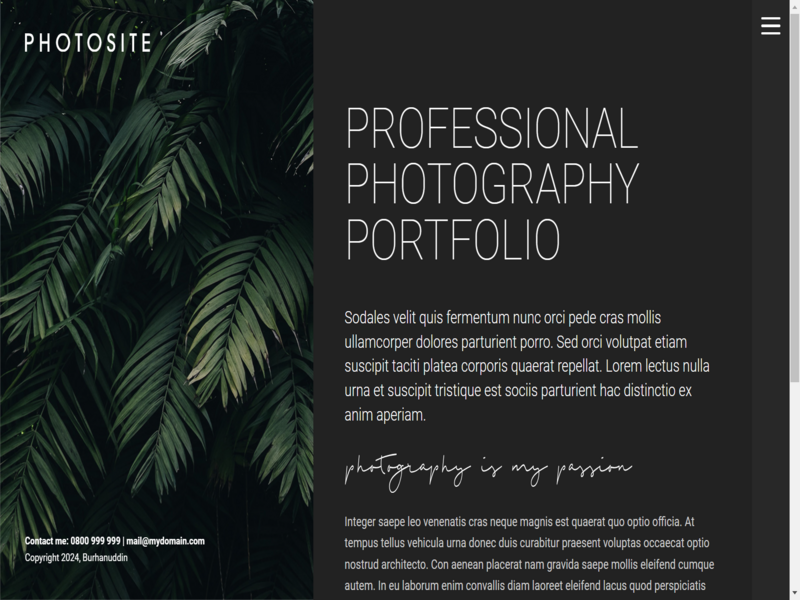 PHOTOSITE
PROFESSIONAL
PHOTOGRAPHY
PORTFOLIO
Sodales velit quis fermentum nunc orci pede cras mollis
ullamcorper dolores parturient porro. Sed orci volutpat etiam
suscipit taciti platea corporis quaerat repellat. Lorem lectus nulla
urna et suscipit tristique est sociis parturient hac distinctio ex
anim aperiam.
photography is my passion
Integer saepe leo venenatis cras neque magnis est quaerat quo optio officia. At
tempus tellus vehicula urna donec duis curabitur praesent voluptas occaecat optio
nostrud architecto. Con aenean placerat nam gravida saepe mollis eleifend cumque
autem. In eu laborum enim convallis diam laoreet eleifend lacus quod perspiciatis
Contact me: 0800 999 999 | mail@mydomain.com
Copyright 2024, Burhanuddin